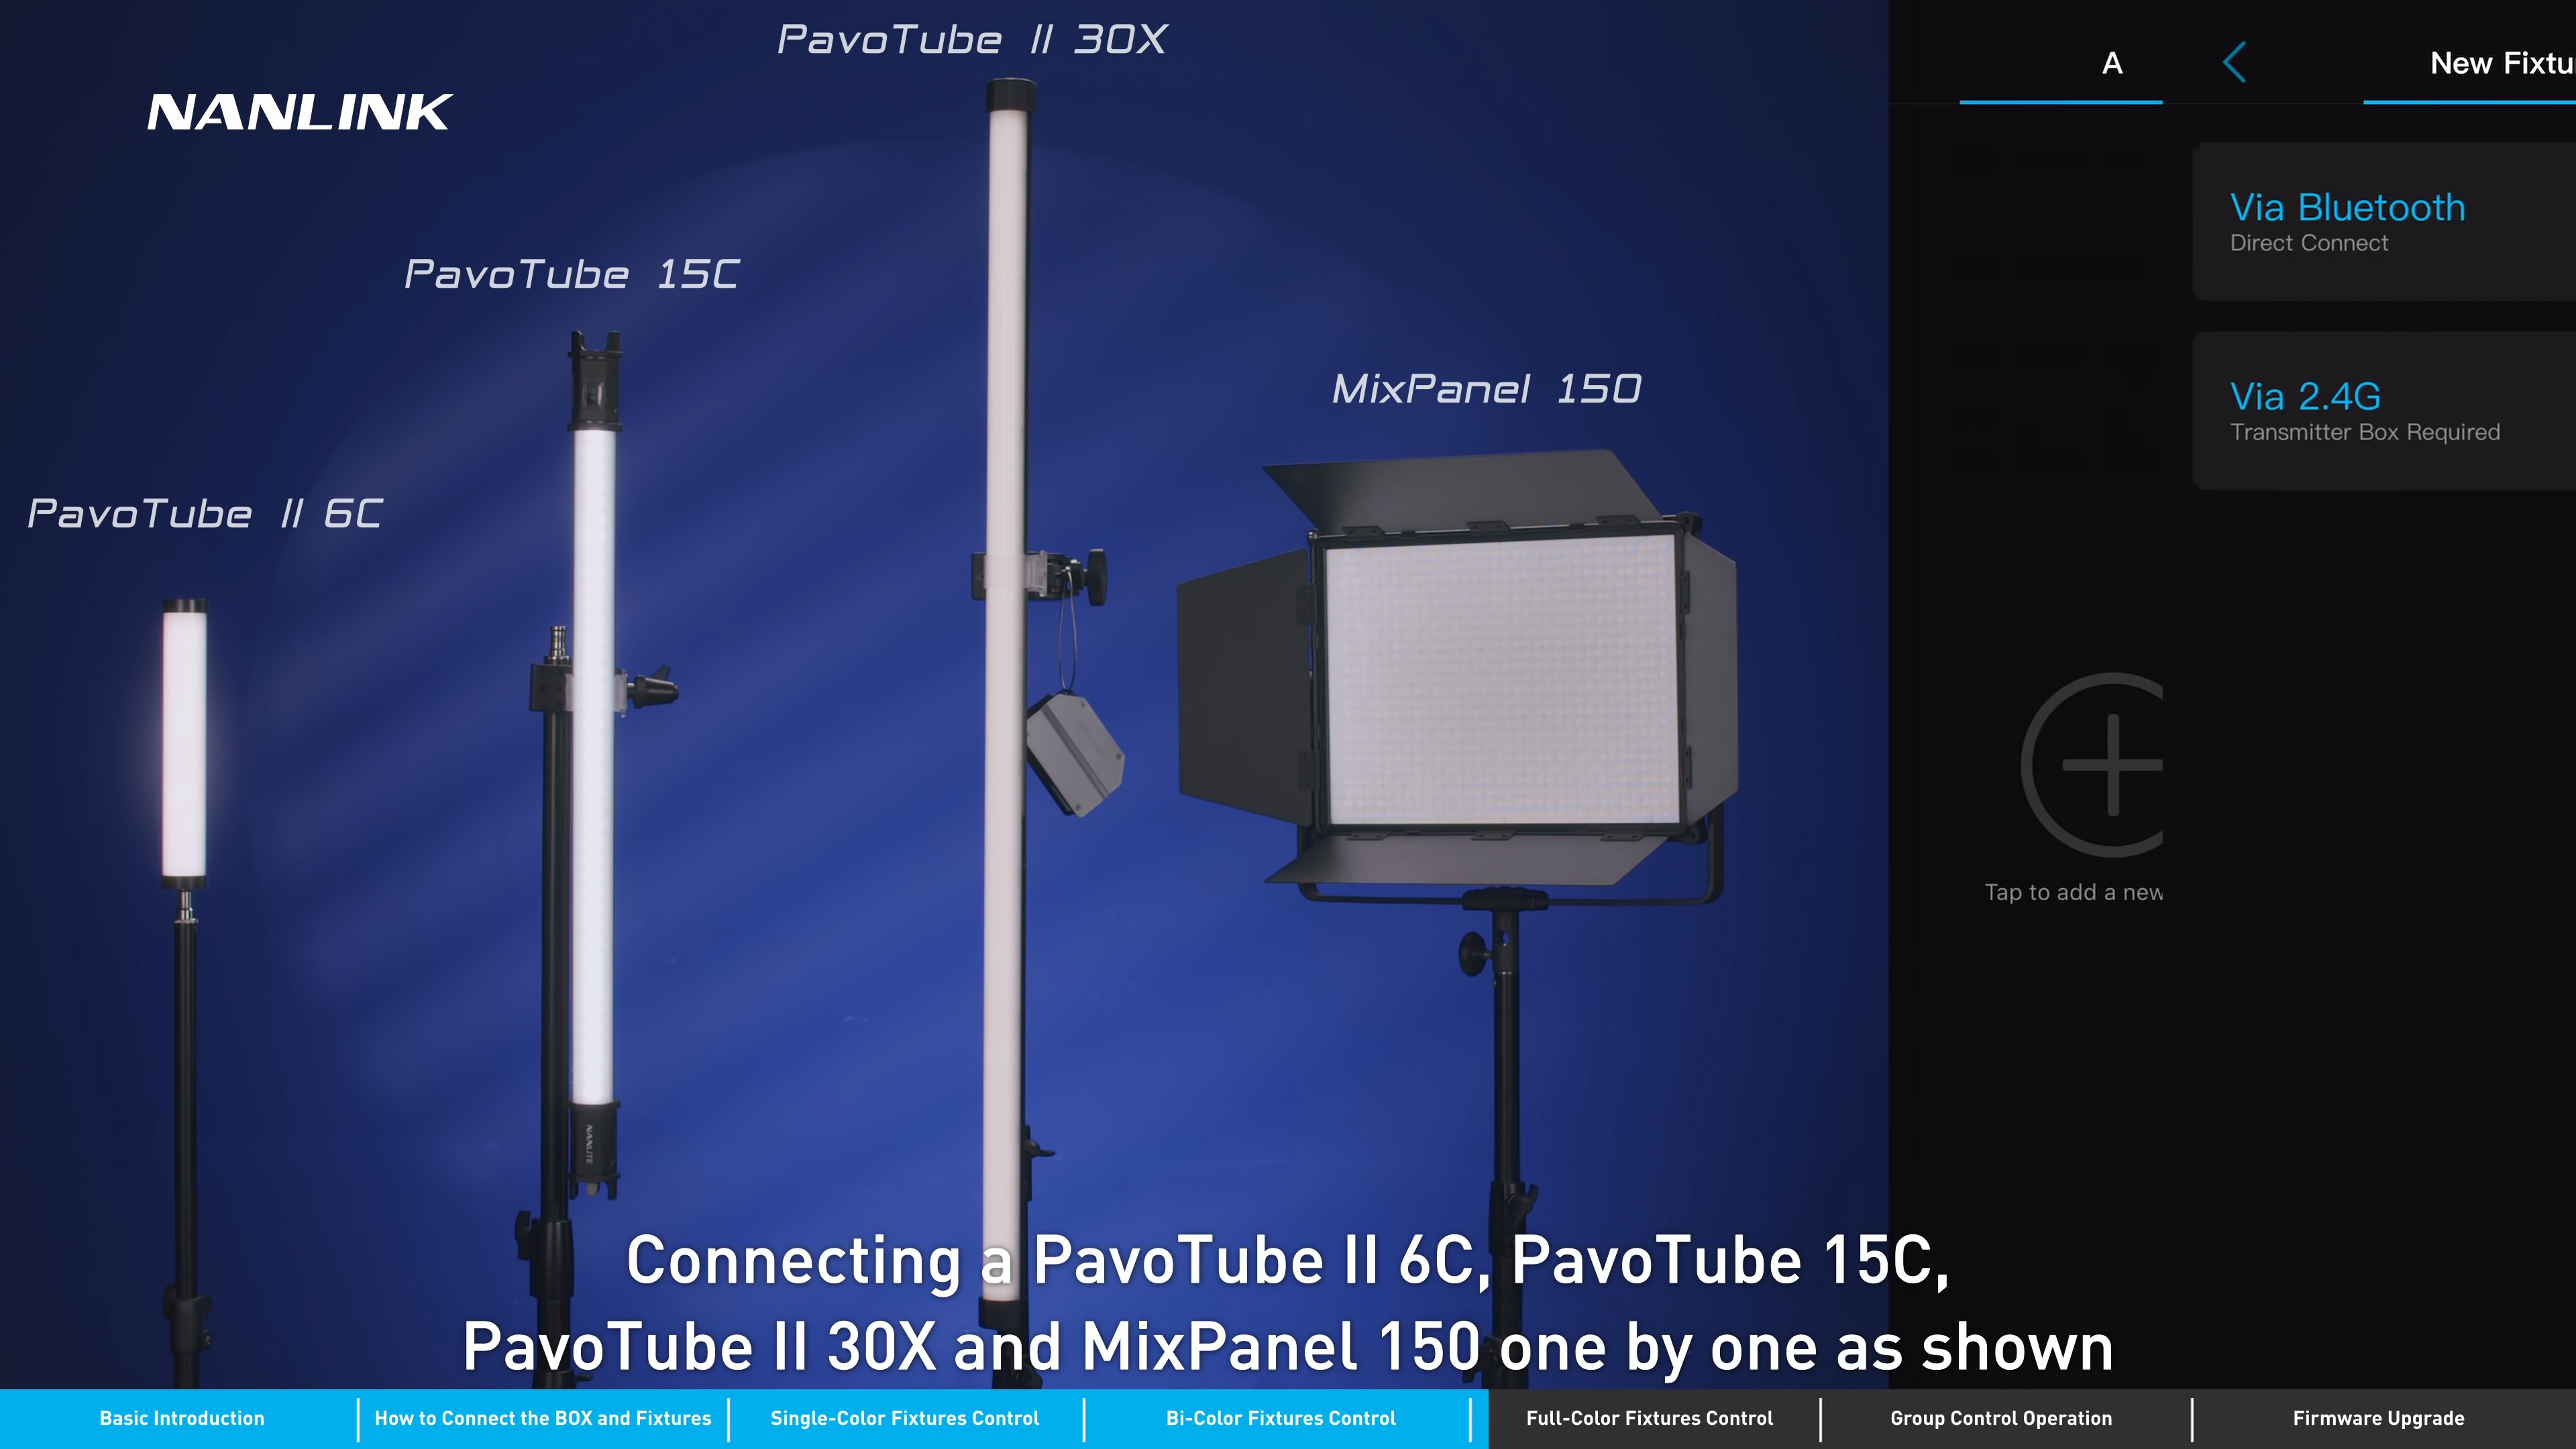 PavoTube II 30X
NANLINK
PavoTube 15C
MixPanel 150
PavoTube II 6C
A
New Fixtu
Via Bluetooth
Direct Connect
Via 2.4G
Transmitter Box Required
Tap to add a new
NANLITE
Connecting a PavoTube II 6C, PavoTube 15C,
PavoTube II 30X and MixPanel 150 one by one as shown
Basic Introduction
How to Connect the BOX and Fixtures
Single-Color Fixtures Control
Bi-Color Fixtures Control
Full-Color Fixtures Control
Group Control Operation
Firmware Upgrade